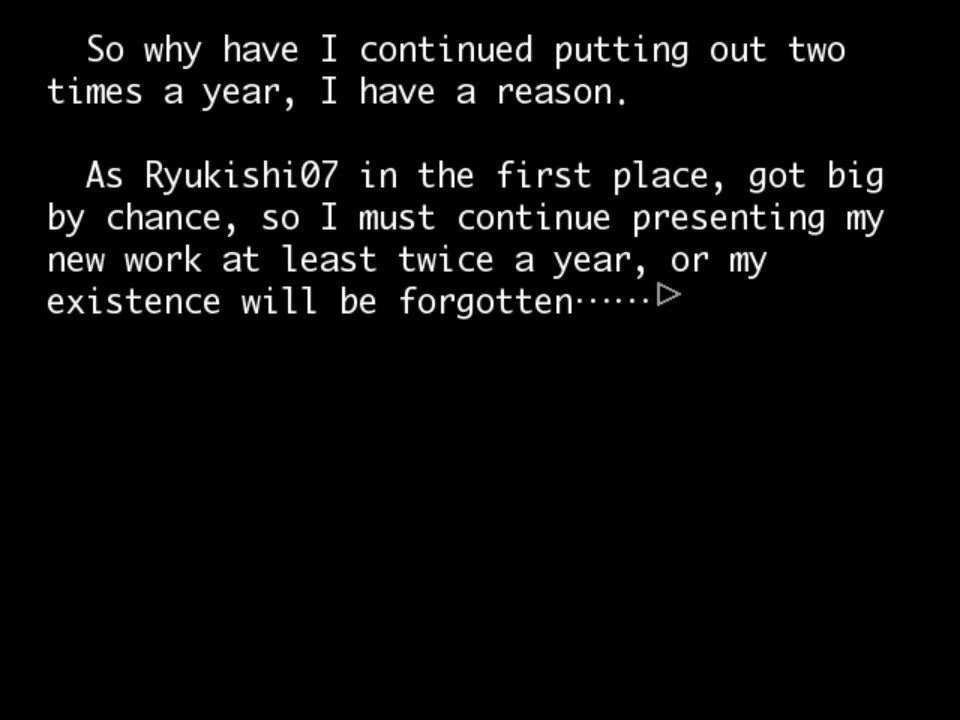 So why have I continued putting out two
times a year, I have a reason.
As Ryukishi07 in the first place, got big
by chance, so I must continue presenting my
new work at least twice a year, or my
existence will be forgotten‥‥‥▷